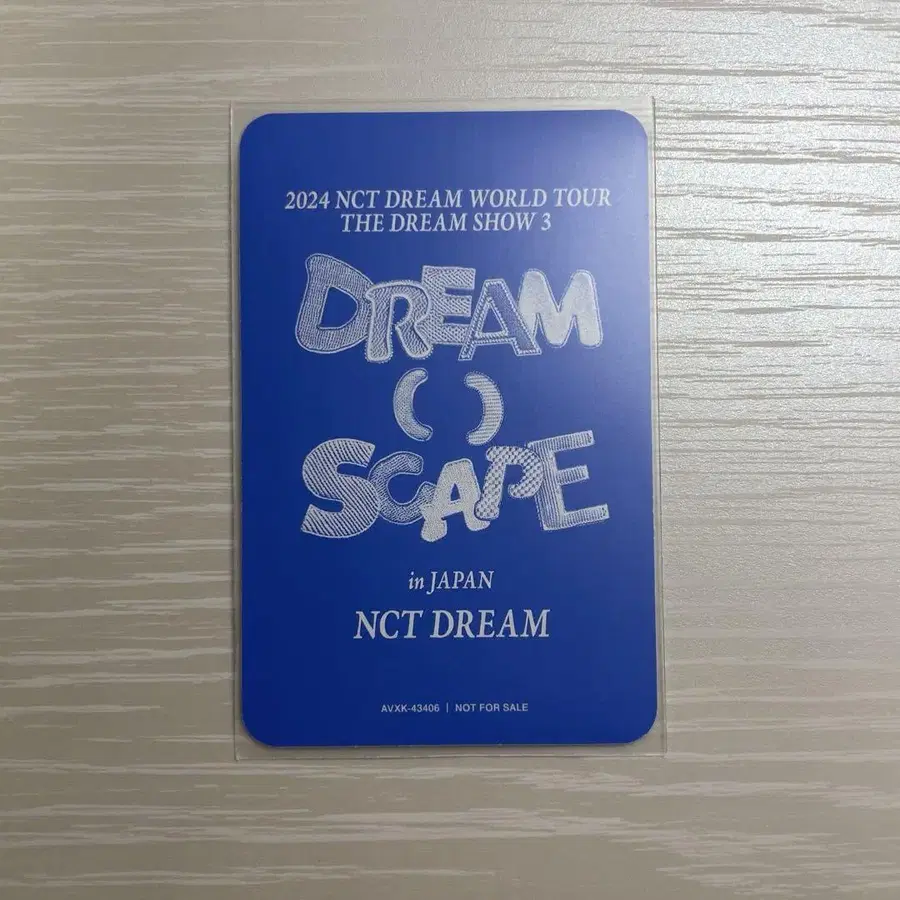 2024 NCT DREAM WORLD TOUR
THE DREAM SHOW 3
DREAM
( )
SCAPE
in JAPAN
NCT DREAM
AVXK-43406 | NOT FOR SALE